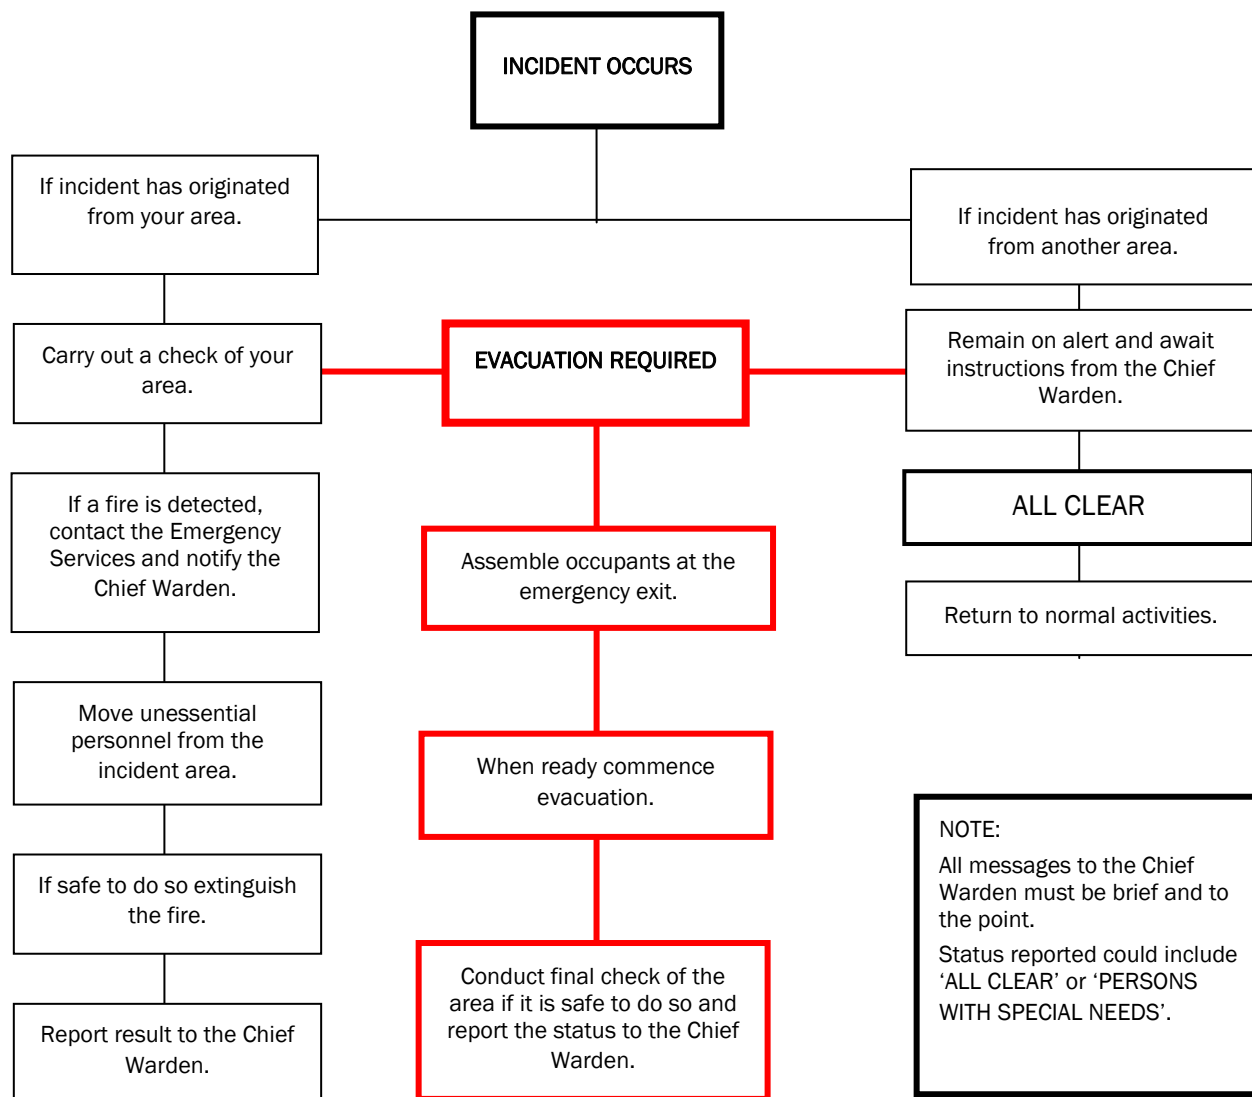 INCIDENT OCCURS
If incident has originated
from your area.
If incident has originated
from another area.
Carry out a check of your
area.
EVACUATION REQUIRED
Remain on alert and await
instructions from the Chief
Warden.
If a fire is detected,
contact the Emergency
Services and notify the
Chief Warden.
ALL CLEAR
Assemble occupants at the
emergency exit.
Return to normal activities.
Move unessential
personnel from the
incident area.
When ready commence
evacuation.
If safe to do so extinguish
the fire.
Report result to the Chief
Warden.
Conduct final check of the
area if it is safe to do so and
report the status to the Chief
Warden.
NOTE:
All messages to the Chief
Warden must be brief and to
the point.
Status reported could include
‘ALL CLEAR’ or ‘PERSONS
WITH SPECIAL NEEDS’.